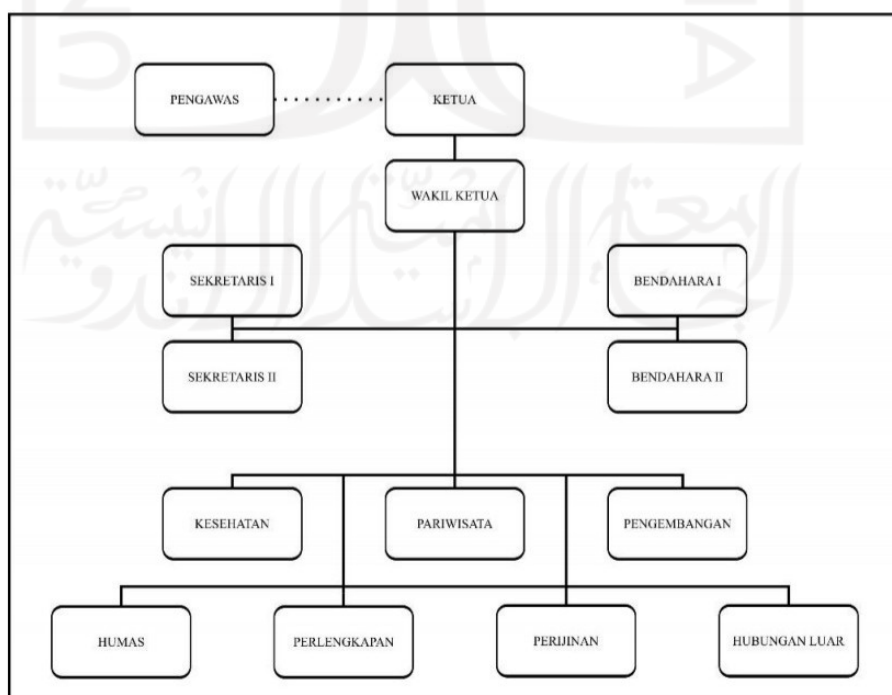 PENGAWAS
KETUA
WAKIL KETUA
SEKRETARIS I
BENDAHARA I
SEKRETARIS II
BENDAHARA II
KESEHATAN
PARIWISATA
PENGEMBANGAN
HUMAS
PERLENGKAPAN
PERIJINAN
HUBUNGAN LUAR